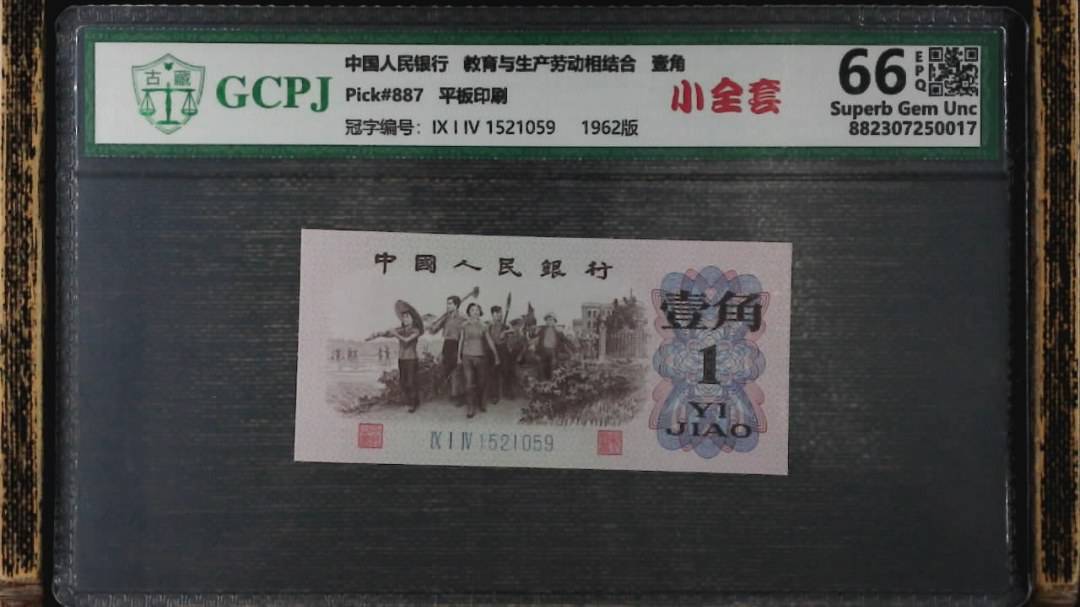 古藏
GCPJ
中国人民银行 教育与生产劳动相结合 壹角
Pick#887 平板印刷
冠字编号: IX I IV 1521059 1962版
小全套
66 EPQ
Superb Gem Unc
882307250017
中國人民銀行
壹角
1
YI
JIAO
IX I IV 1521059